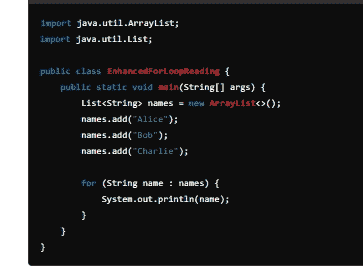 import java.util.ArrayList;
import java.util.List;

public class EnhancedForLoopReading {
    public static void main(String[] args) {
        List<String> names = new ArrayList<>();
        names.add("Alice");
        names.add("Bob");
        names.add("Charlie");

        for (String name : names) {
            System.out.println(name);
        }
    }
}